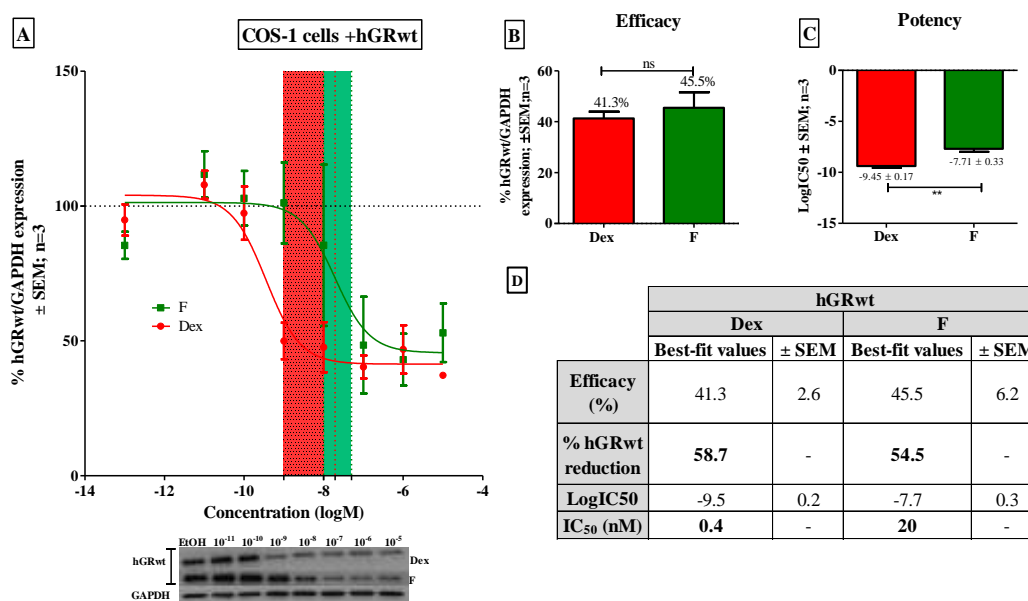 A
COS-1 cells +hGRwt
% hGRwt/GAPDH expression
± SEM; n=3
150
100
50
0
F
Dex
-14
-12
-10
-8
-6
-4
Concentration (logM)
EtOH 10⁻¹¹ 10⁻¹⁰ 10⁻⁹ 10⁻⁸ 10⁻⁷ 10⁻⁶ 10⁻⁵
hGRwt
Dex
F
GAPDH
B
Efficacy
% hGRwt/GAPDH
expression; ±SEM;n=3
60
40
20
0
ns
41.3%
45.5%
Dex
F
C
Potency
LogIC50 ± SEM; n=3
0
-5
-10
-15
-9.45 ± 0.17
-7.71 ± 0.33
**
Dex
F
D
hGRwt
Dex F
Best-fit values ± SEM Best-fit values ± SEM
Efficacy
(%)
41.3 2.6 45.5 6.2
% hGRwt
reduction
58.7 - 54.5 -
LogIC50 -9.5 0.2 -7.7 0.3
IC₅₀ (nM) 0.4 - 20 -